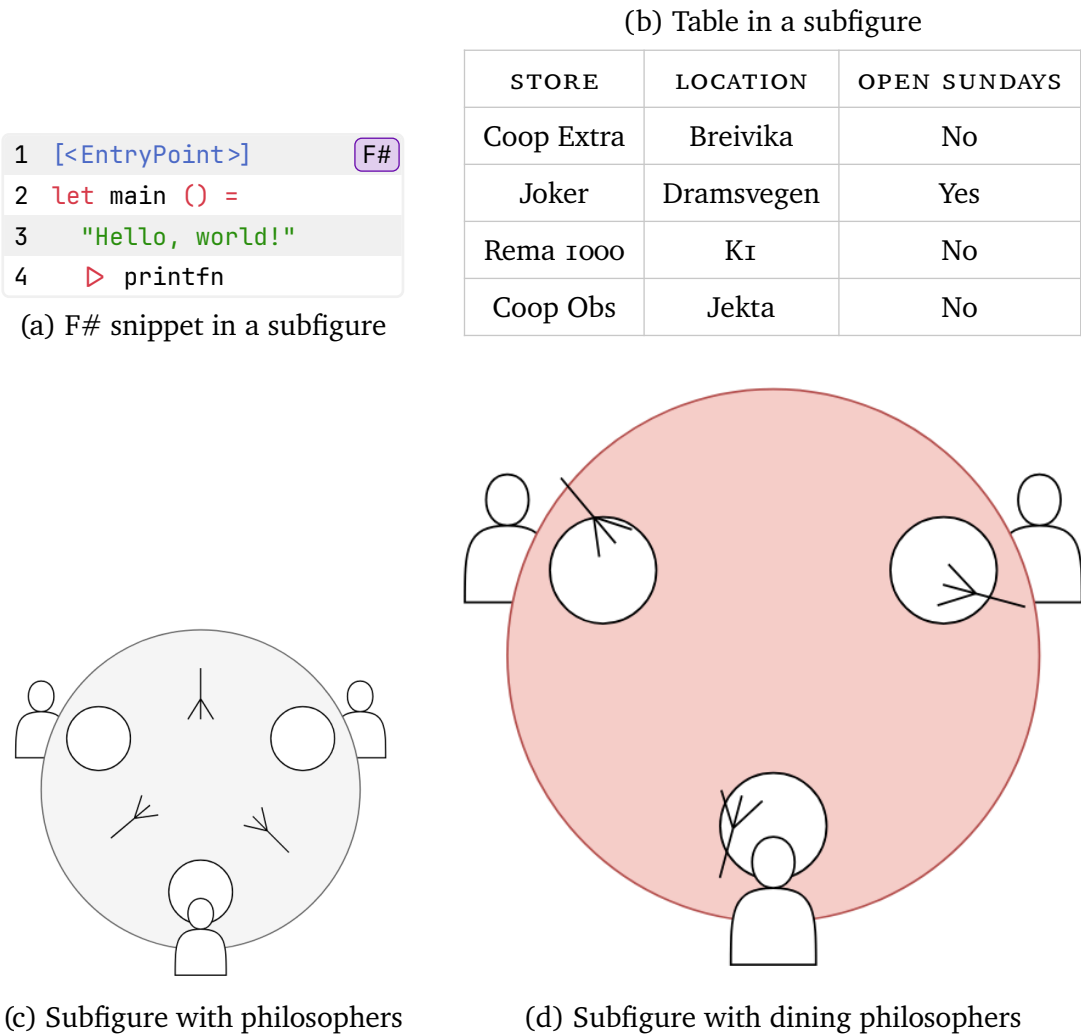 (b) Table in a subfigure
STORE LOCATION OPEN SUNDAYS
Coop Extra Breivika No
Joker Dramsvegen Yes
Rema 1000 K1 No
Coop Obs Jekta No
1 [<EntryPoint>] F#
2 let main () =
3 "Hello, world!"
4 ▷ printfn
(a) F# snippet in a subfigure
(c) Subfigure with philosophers
(d) Subfigure with dining philosophers